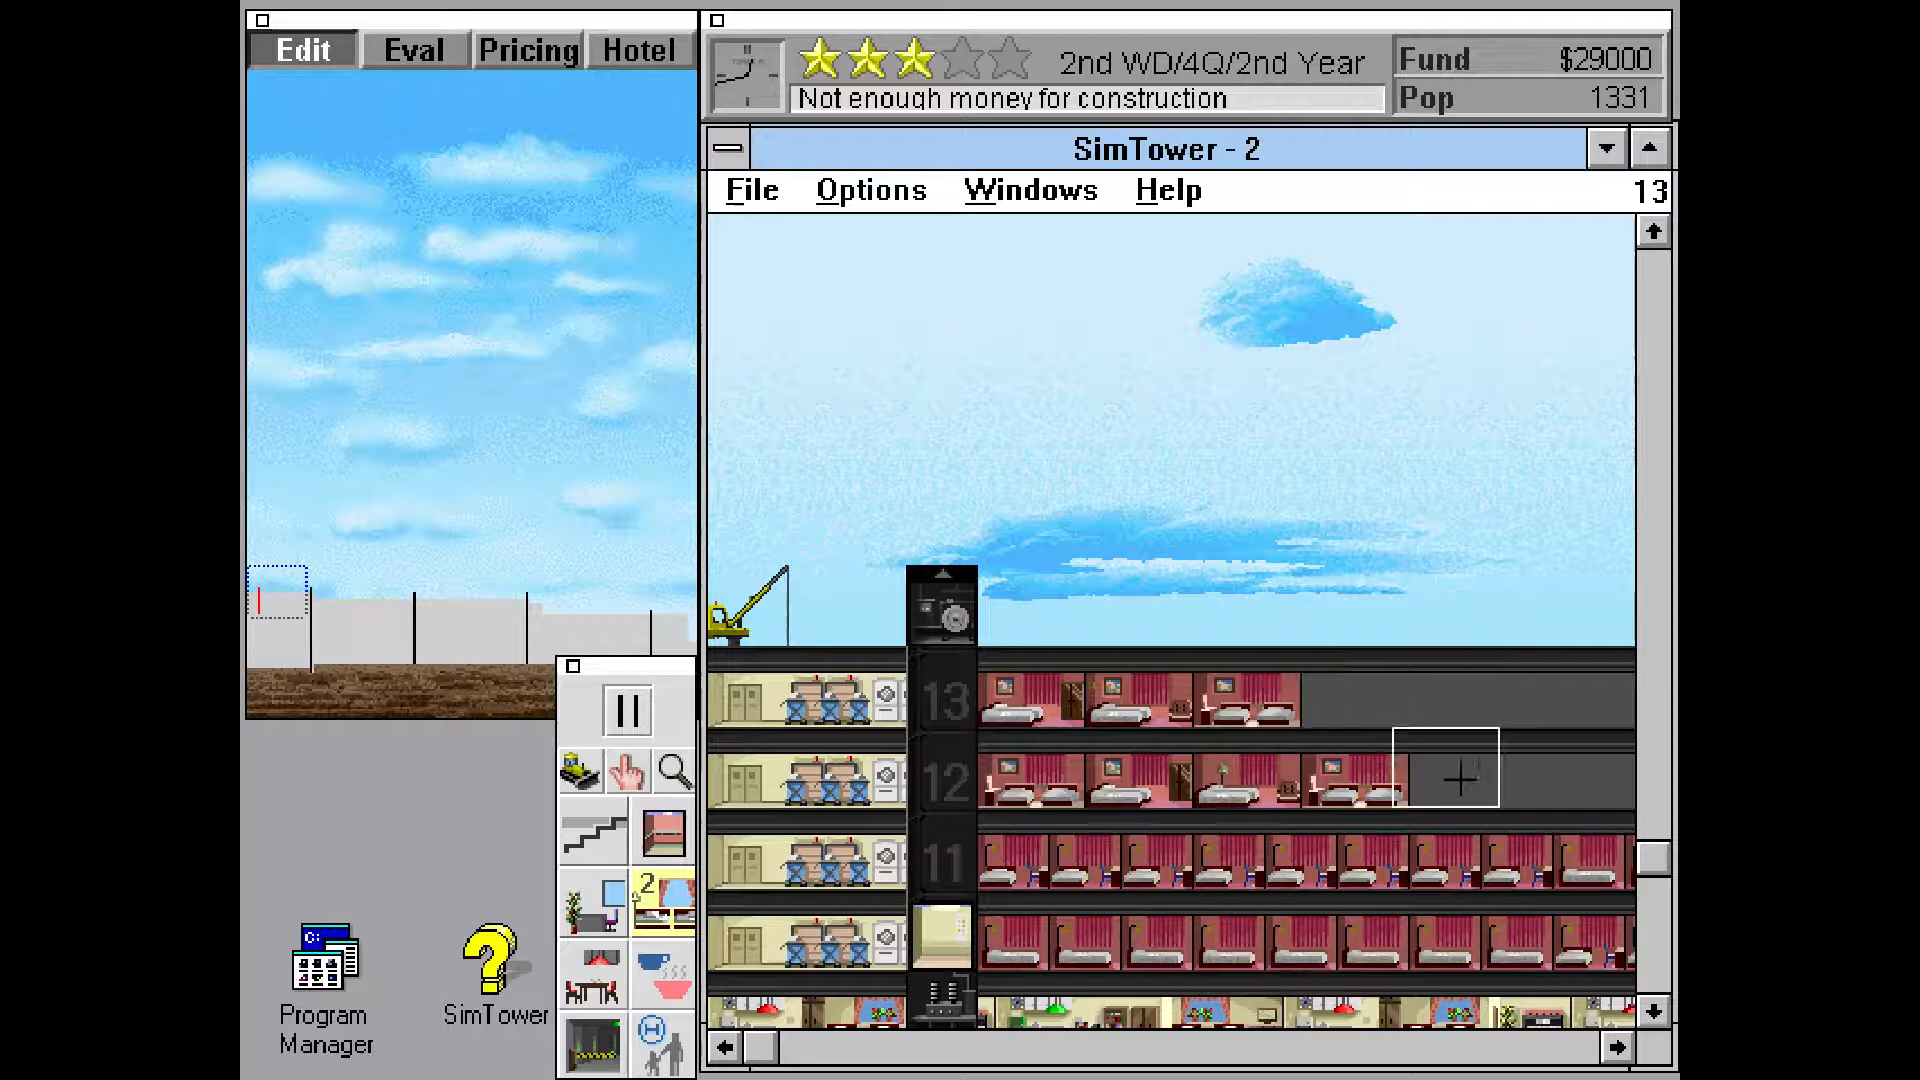 Edit Eval Pricing Hotel
2nd WD/4Q/2nd Year
Fund $29000
Not enough money for construction
Pop 1331
SimTower - 2
File Options Windows Help 13
13
12
11
2
C:\
H
Program
Manager
SimTower